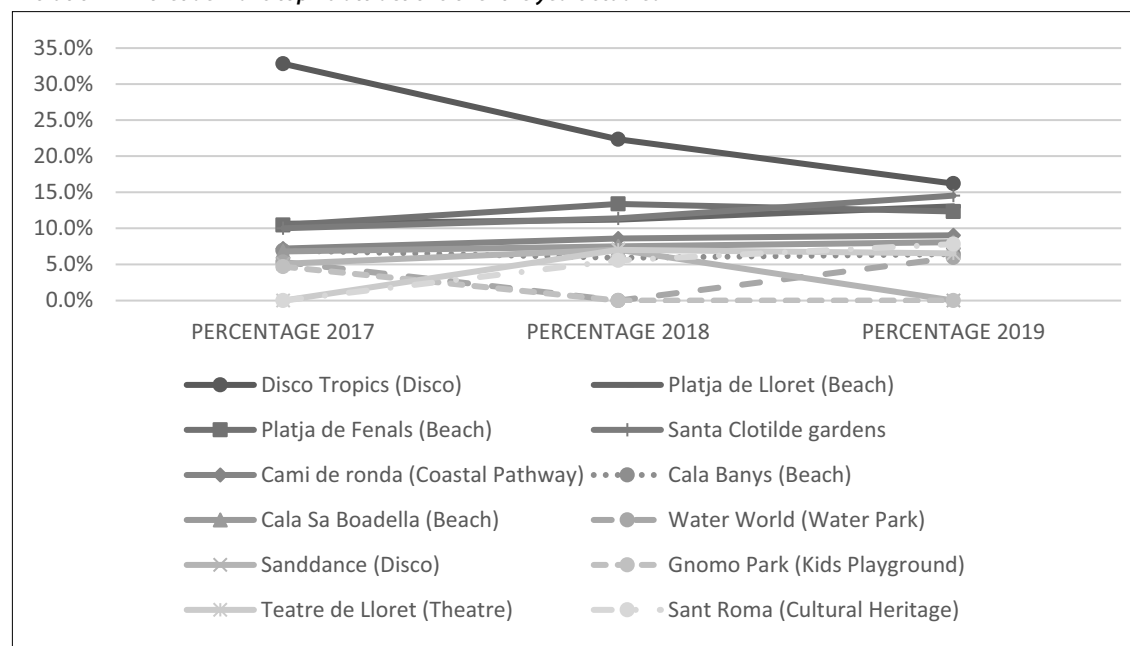 35.0%
30.0%
25.0%
20.0%
15.0%
10.0%
5.0%
0.0%
PERCENTAGE 2017 PERCENTAGE 2018 PERCENTAGE 2019
Disco Tropics (Disco) Platja de Lloret (Beach)
Platja de Fenals (Beach) Santa Clotilde gardens
Cami de ronda (Coastal Pathway) Cala Banys (Beach)
Cala Sa Boadella (Beach) Water World (Water Park)
Sanddance (Disco) Gnomo Park (Kids Playground)
Teatre de Lloret (Theatre) Sant Roma (Cultural Heritage)